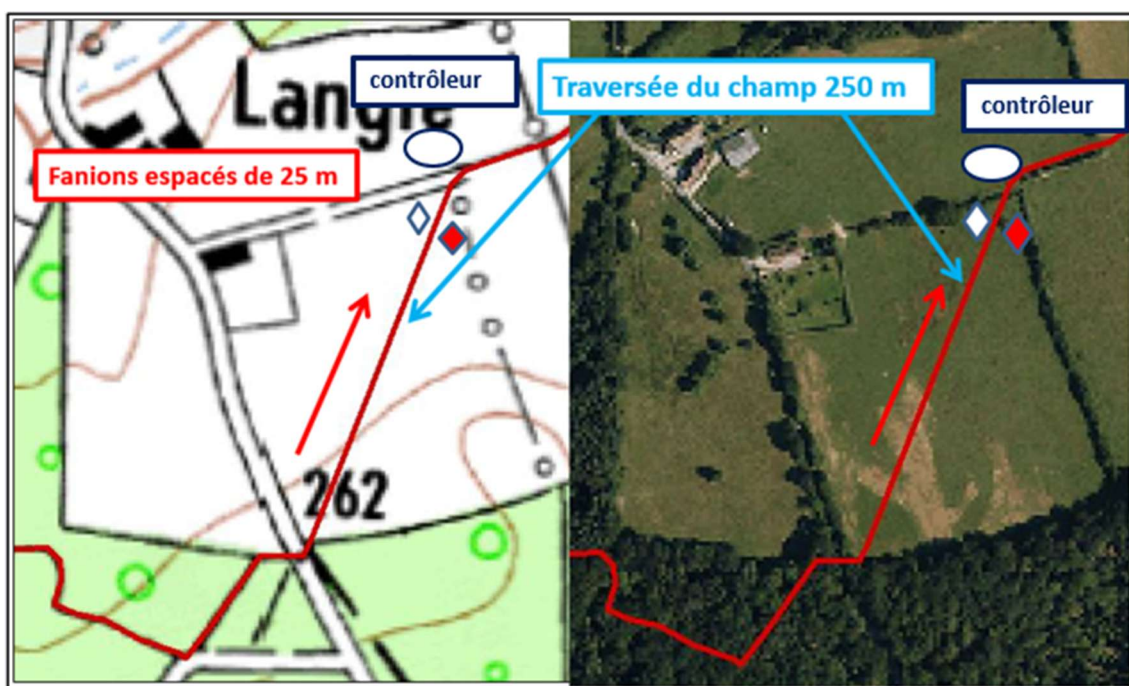 contrôleur
Traversée du champ 250 m
contrôleur
Langle
Fanions espacés de 25 m
262